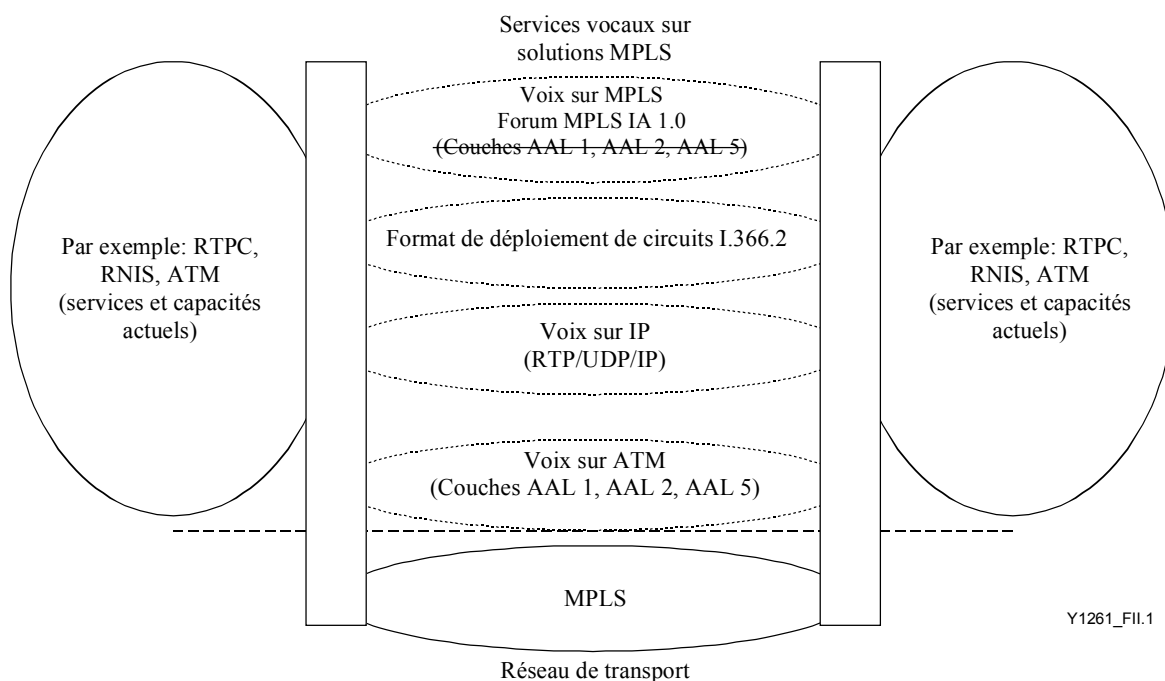 Services vocaux sur
solutions MPLS
Voix sur MPLS
Forum MPLS IA 1.0
(Couches AAL 1, AAL 2, AAL 5)
Format de déploiement de circuits I.366.2
Par exemple: RTPC,
RNIS, ATM
(services et capacités
actuels)
Voix sur IP
(RTP/UDP/IP)
Par exemple: RTPC,
RNIS, ATM
(services et capacités
actuels)
Voix sur ATM
(Couches AAL 1, AAL 2, AAL 5)
MPLS
Y1261_FII.1
Réseau de transport